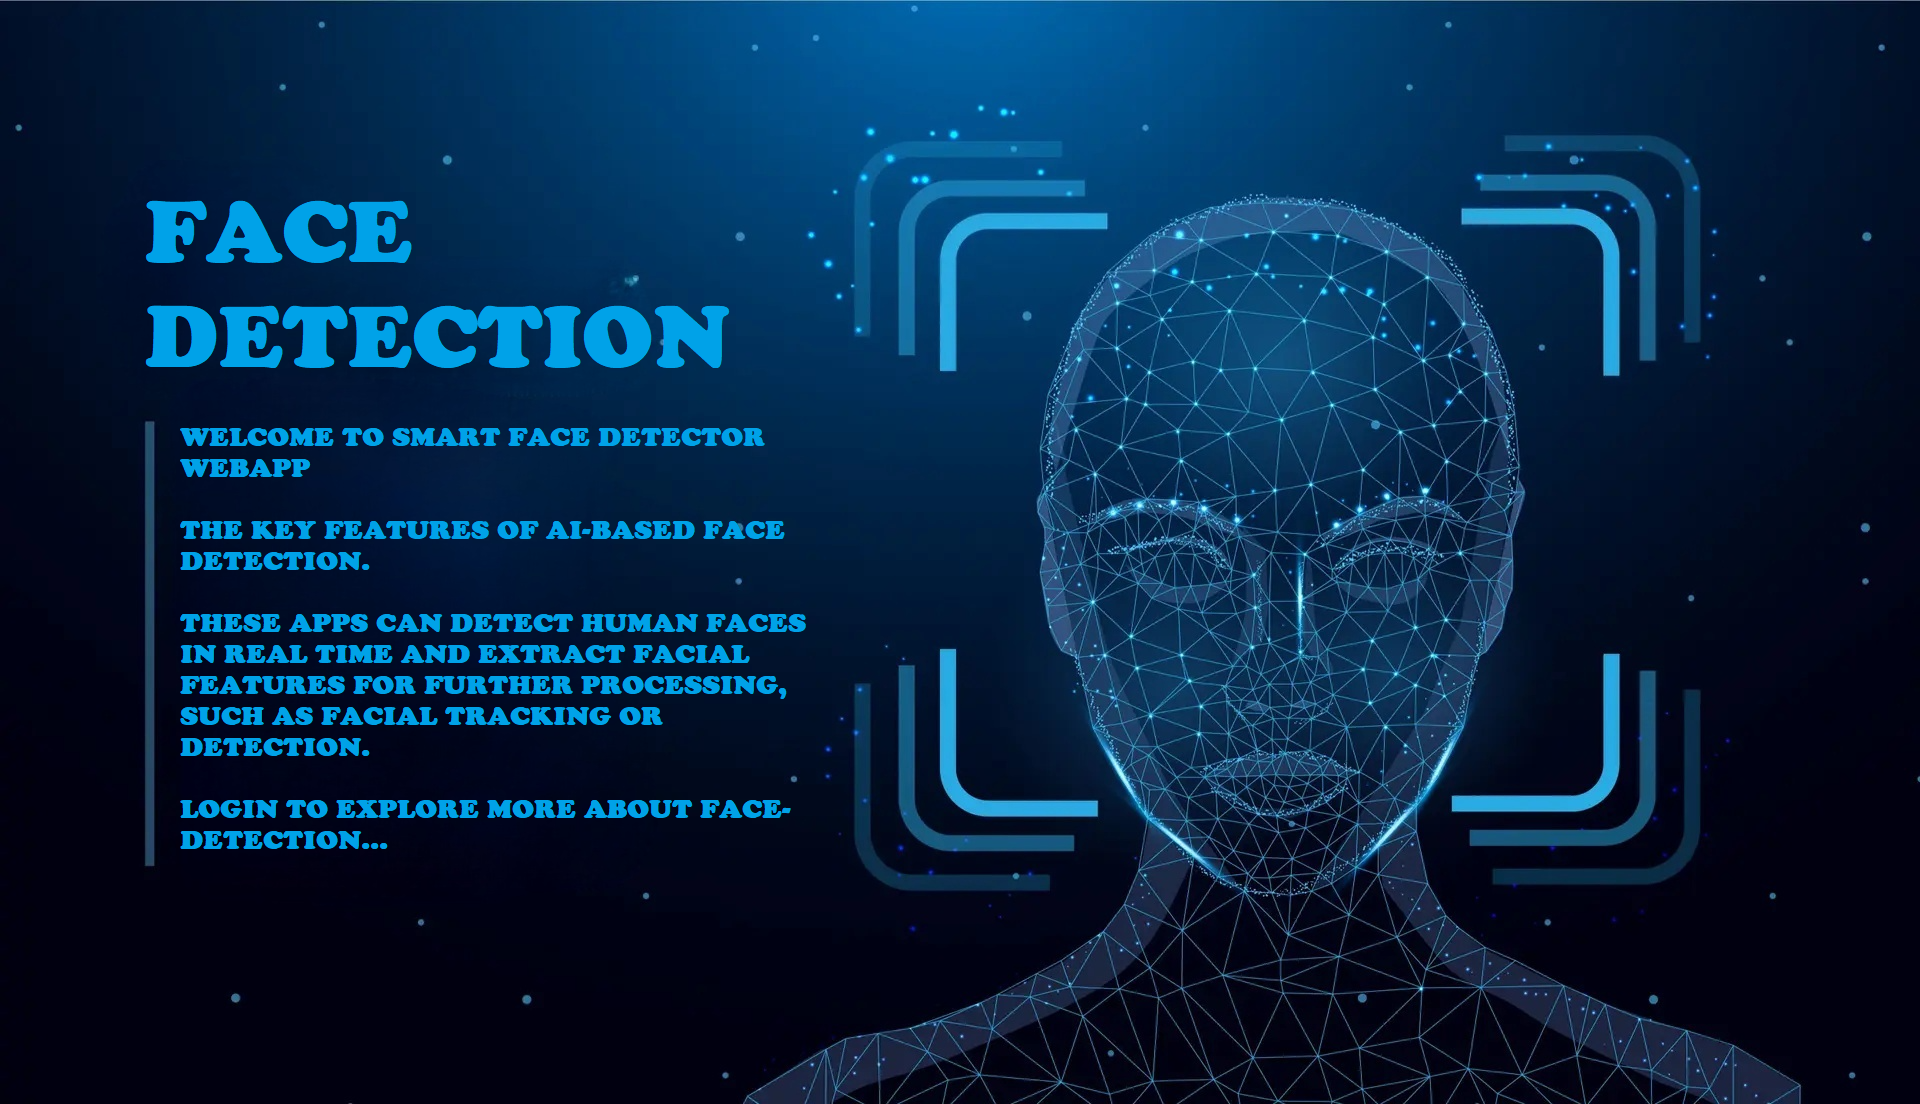 FACE
DETECTION
WELCOME TO SMART FACE DETECTOR
WEBAPP
THE KEY FEATURES OF AI-BASED FACE
DETECTION.
THESE APPS CAN DETECT HUMAN FACES
IN REAL TIME AND EXTRACT FACIAL
FEATURES FOR FURTHER PROCESSING,
SUCH AS FACIAL TRACKING OR
DETECTION.
LOGIN TO EXPLORE MORE ABOUT FACE-
DETECTION...